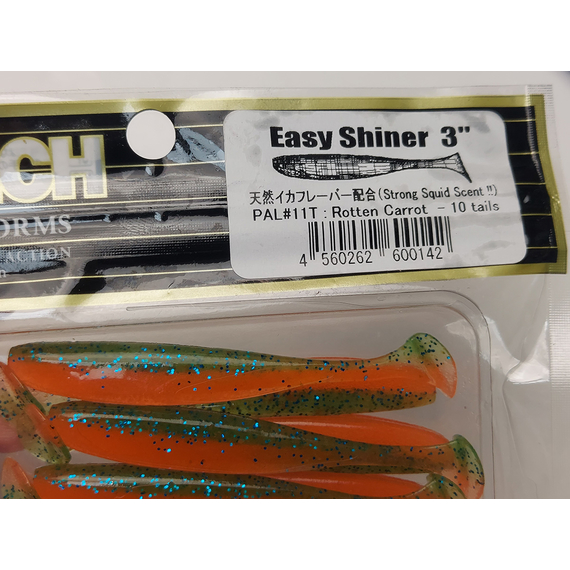 Easy Shiner 3"
天然イカフレーバー配合(Strong Squid Scent !!)
PAL#11T : Rotten Carrot - 10 tails
4 560262 600142
CH
ORMS
ACTION